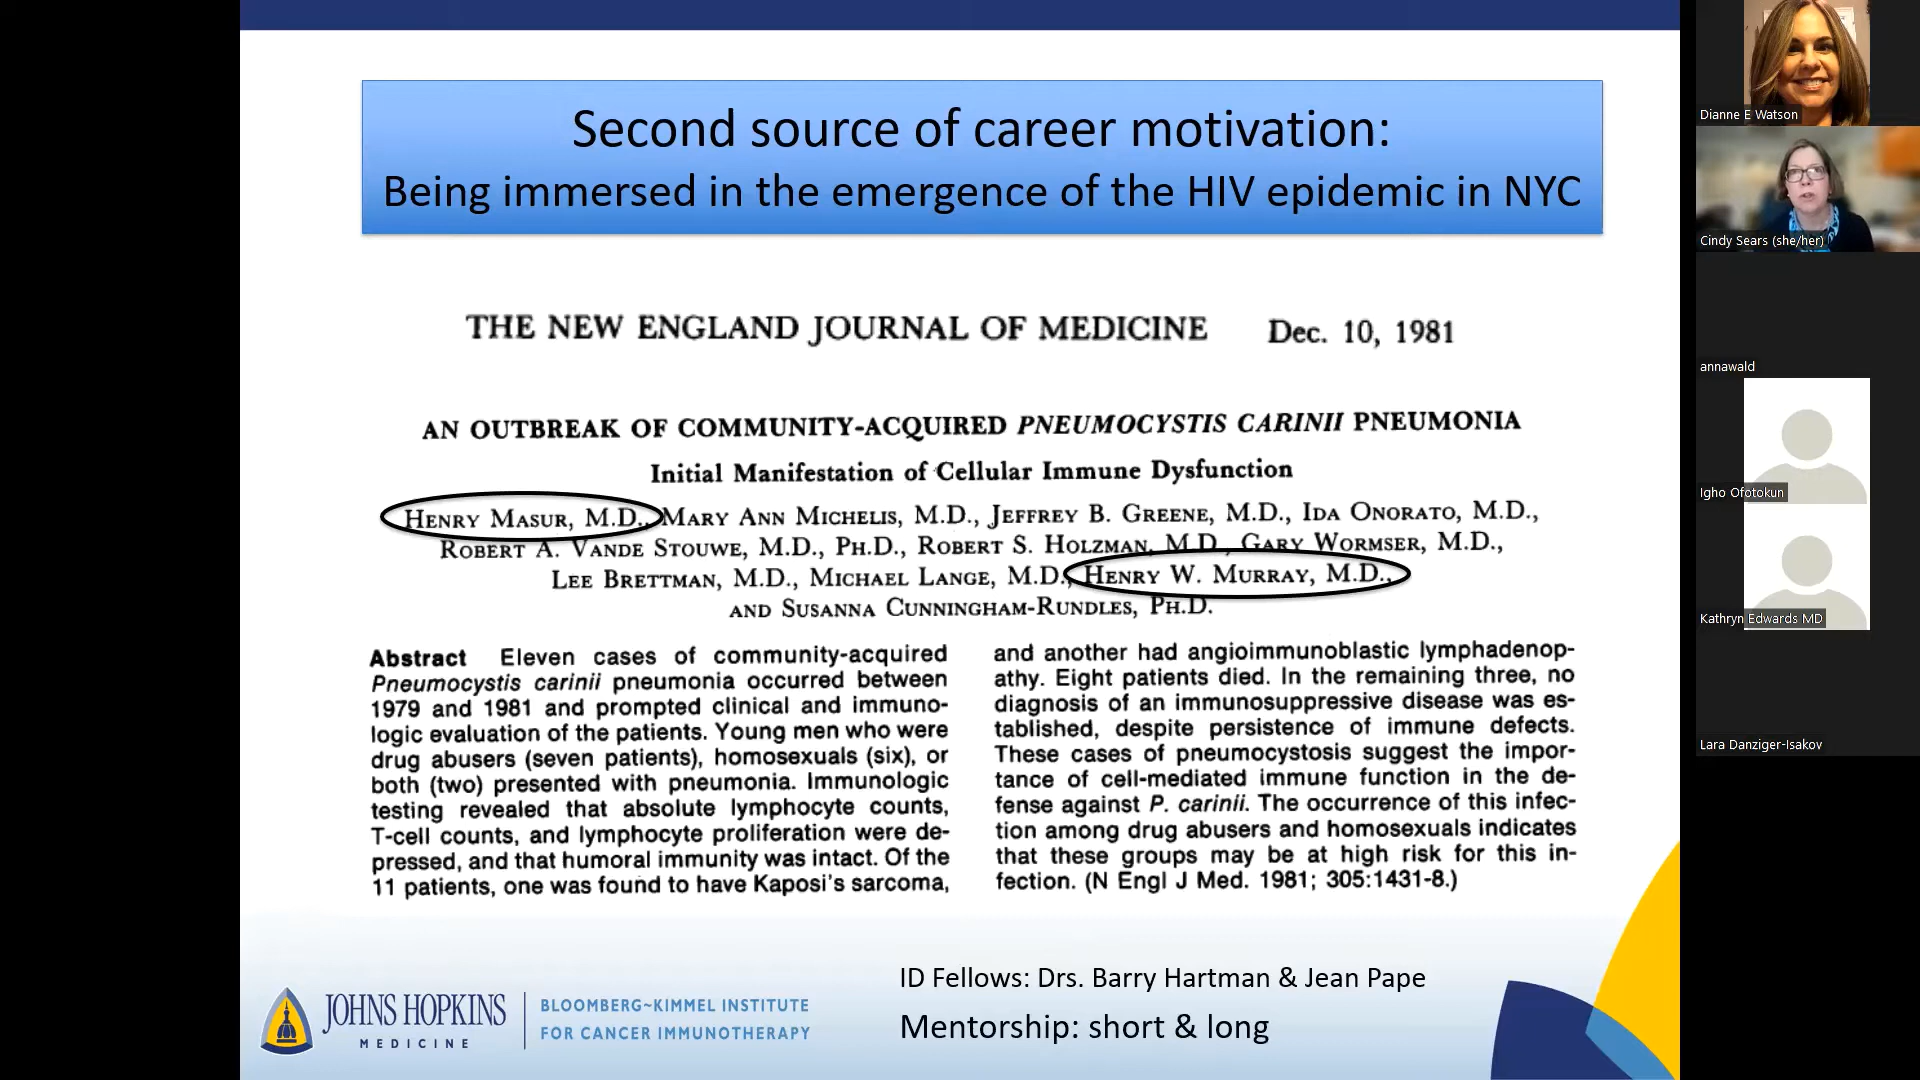 Second source of career motivation:
Being immersed in the emergence of the HIV epidemic in NYC
THE NEW ENGLAND JOURNAL OF MEDICINE Dec. 10, 1981
AN OUTBREAK OF COMMUNITY-ACQUIRED PNEUMOCYSTIS CARINII PNEUMONIA
Initial Manifestation of Cellular Immune Dysfunction
HENRY MASUR, M.D., MARY ANN MICHELIS, M.D., JEFFREY B. GREENE, M.D., IDA ONORATO, M.D.,
ROBERT A. VANDE STOUWE, M.D., PH.D., ROBERT S. HOLZMAN, M.D., GARY WORMSER, M.D.,
LEE BRETTMAN, M.D., MICHAEL LANGE, M.D., HENRY W. MURRAY, M.D.,
AND SUSANNA CUNNINGHAM-RUNDLES, PH.D.
Abstract Eleven cases of community-acquired
Pneumocystis carinii pneumonia occurred between
1979 and 1981 and prompted clinical and immuno-
logic evaluation of the patients. Young men who were
drug abusers (seven patients), homosexuals (six), or
both (two) presented with pneumonia. Immunologic
testing revealed that absolute lymphocyte counts,
T-cell counts, and lymphocyte proliferation were de-
pressed, and that humoral immunity was intact. Of the
11 patients, one was found to have Kaposi's sarcoma,
and another had angioimmunoblastic lymphadenop-
athy. Eight patients died. In the remaining three, no
diagnosis of an immunosuppressive disease was es-
tablished, despite persistence of immune defects.
These cases of pneumocystosis suggest the impor-
tance of cell-mediated immune function in the de-
fense against P. carinii. The occurrence of this infec-
tion among drug abusers and homosexuals indicates
that these groups may be at high risk for this in-
fection. (N Engl J Med. 1981; 305:1431-8.)
ID Fellows: Drs. Barry Hartman & Jean Pape
Mentorship: short & long
JOHNS HOPKINS
MEDICINE
BLOOMBERG~KIMMEL INSTITUTE
FOR CANCER IMMUNOTHERAPY
Dianne E Watson
Cindy Sears (she/her)
annawald
Igho Ofotokun
Kathryn Edwards MD
Lara Danziger-Isakov